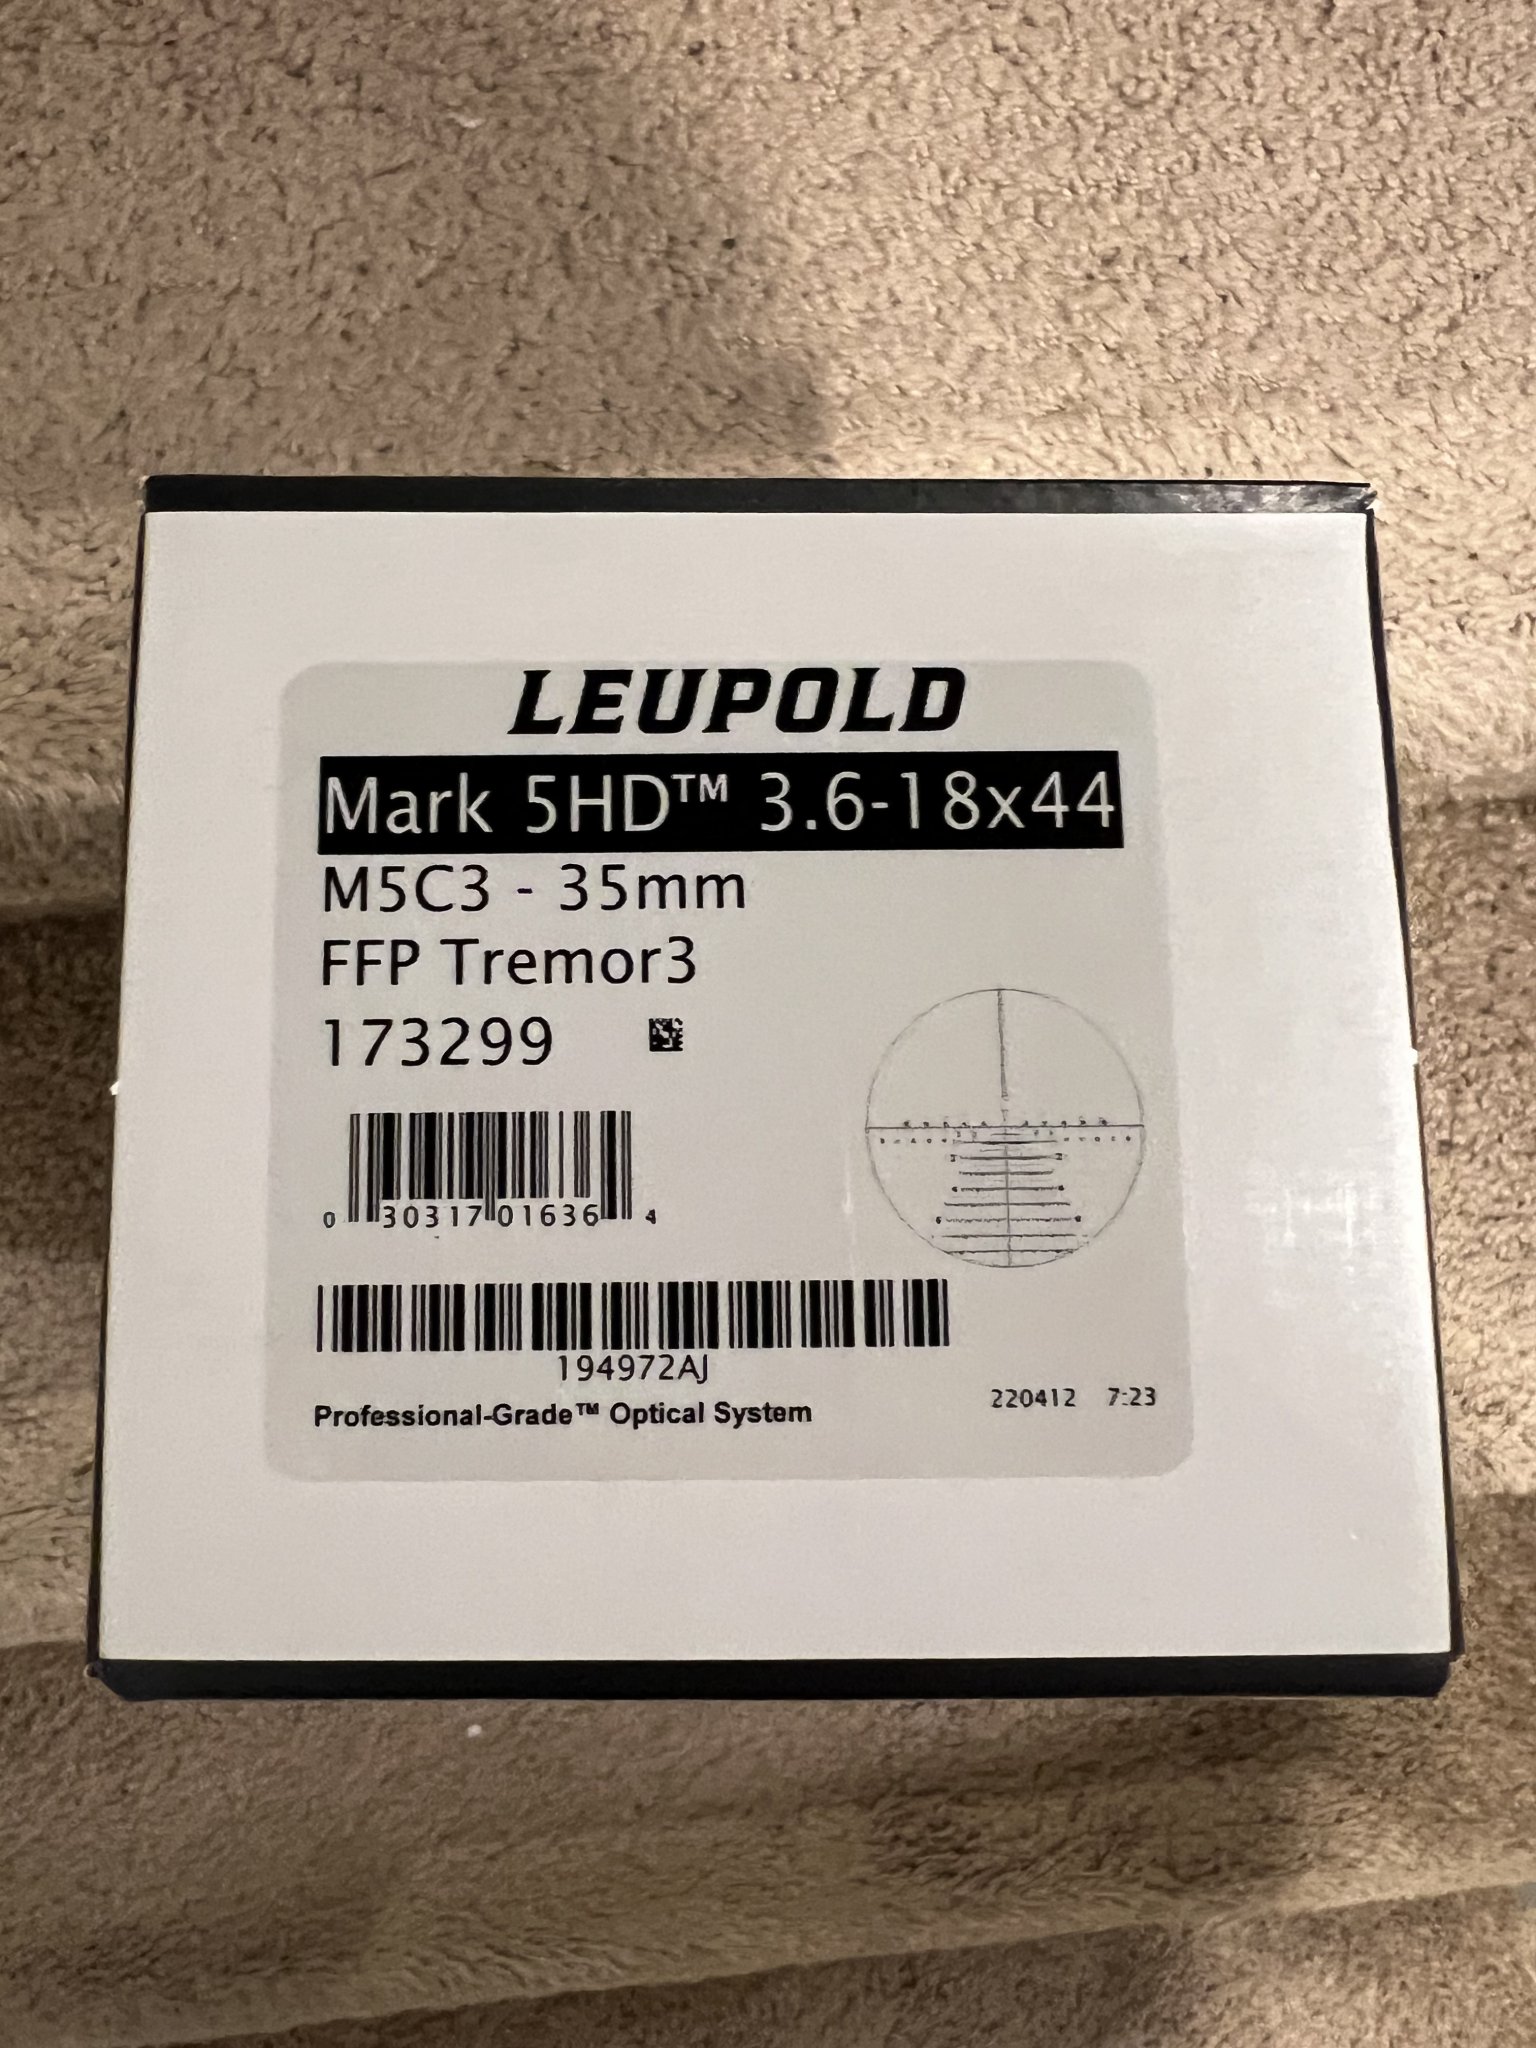 LEUPOLD
Mark 5HD™ 3.6-18x44
M5C3 - 35mm
FFP Tremor3
173299
0 30317 01636 4
194972AJ
Professional-Grade™ Optical System
220412 7:23